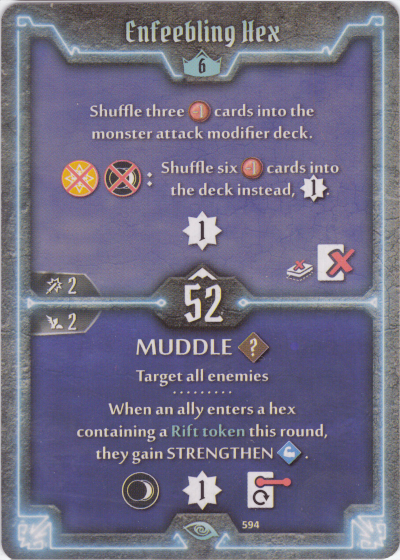 Enfeebling Hex
6
Shuffle three -1 cards into the
monster attack modifier deck.
: Shuffle six -1 cards into
the deck instead, 1.
1
2
52
2
MUDDLE ?
Target all enemies
When an ally enters a hex
containing a Rift token this round,
they gain STRENGTHEN .
1
594